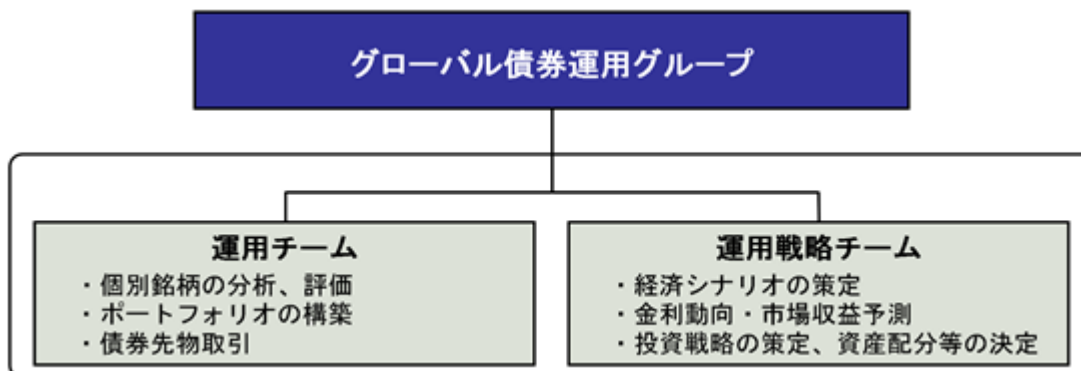 グローバル債券運用グループ
運用チーム
・個別銘柄の分析、評価
・ポートフォリオの構築
・債券先物取引
運用戦略チーム
・経済シナリオの策定
・金利動向・市場収益予測
・投資戦略の策定、資産配分等の決定